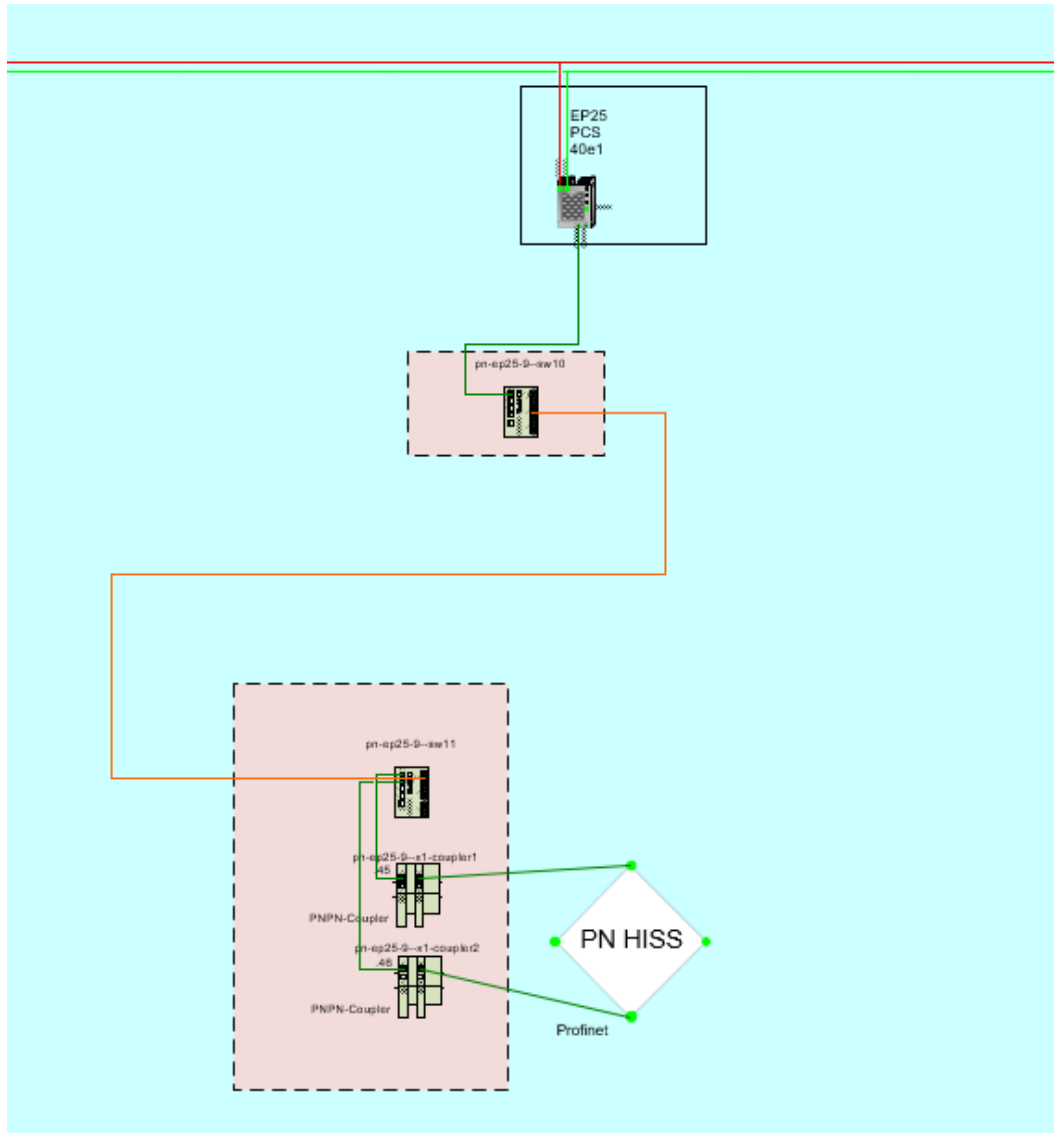 EP25
PCS
40e1
pn-ep25-9--sw10
pn-ep25-9--sw11
pn-ep25-9--x1-coupler1
.45
PNPN-Coupler
pn-ep25-9--x1-coupler2
.46
PNPN-Coupler
PN HISS
Profinet